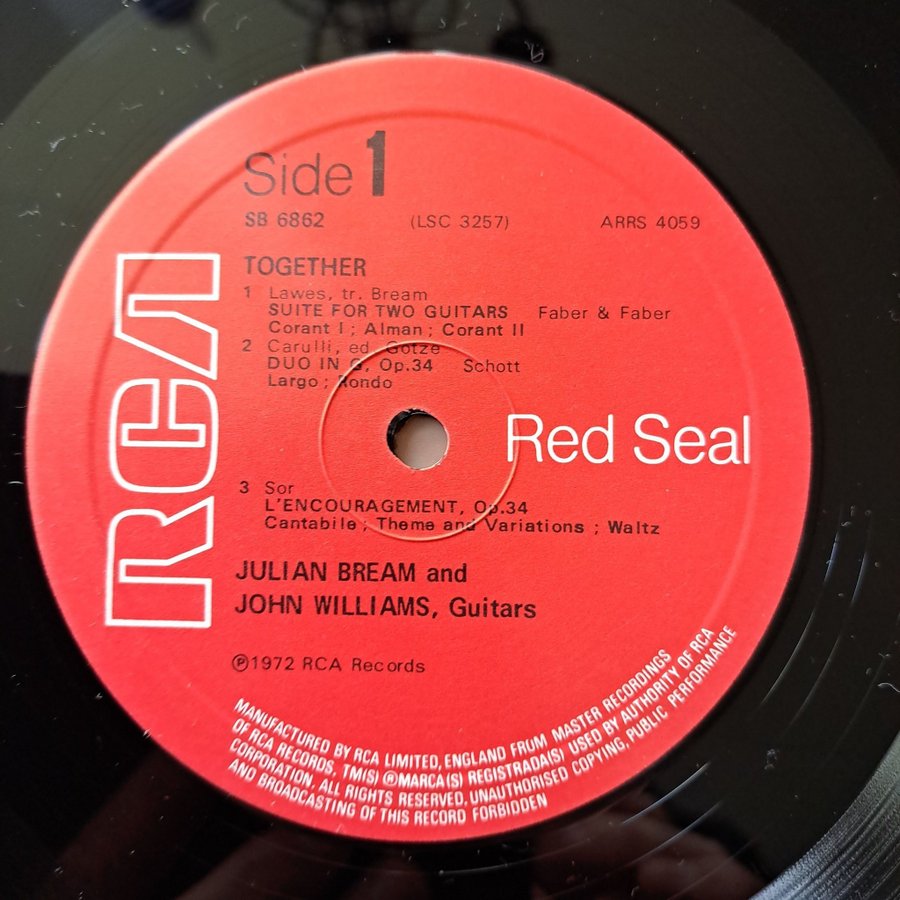 Side 1
SB 6862 (LSC 3257) ARRS 4059
TOGETHER
1 Lawes, tr. Bream
SUITE FOR TWO GUITARS Faber & Faber
Corant I ; Alman ; Corant II
2 Carulli, ed. Götze
DUO IN G, Op.34 Schott
Largo ; Rondo
RCA
Red Seal
3 Sor
L'ENCOURAGEMENT, Op.34
Cantabile ; Theme and Variations ; Waltz
JULIAN BREAM and
JOHN WILLIAMS, Guitars
Ⓟ1972 RCA Records
MANUFACTURED BY RCA LIMITED, ENGLAND FRUM MASTER RECORDINGS
OF RCA RECORDS, TM(S) ® MARCA(S) REGISTRADA(S) USED BY AUTHORITY OF RCA
CORPORATION, ALL RIGHTS RESERVED. UNAUTHORISED COPYING, PUBLIC PERFORMANCE
AND BROADCASTING OF THIS RECORD FORBIDDEN